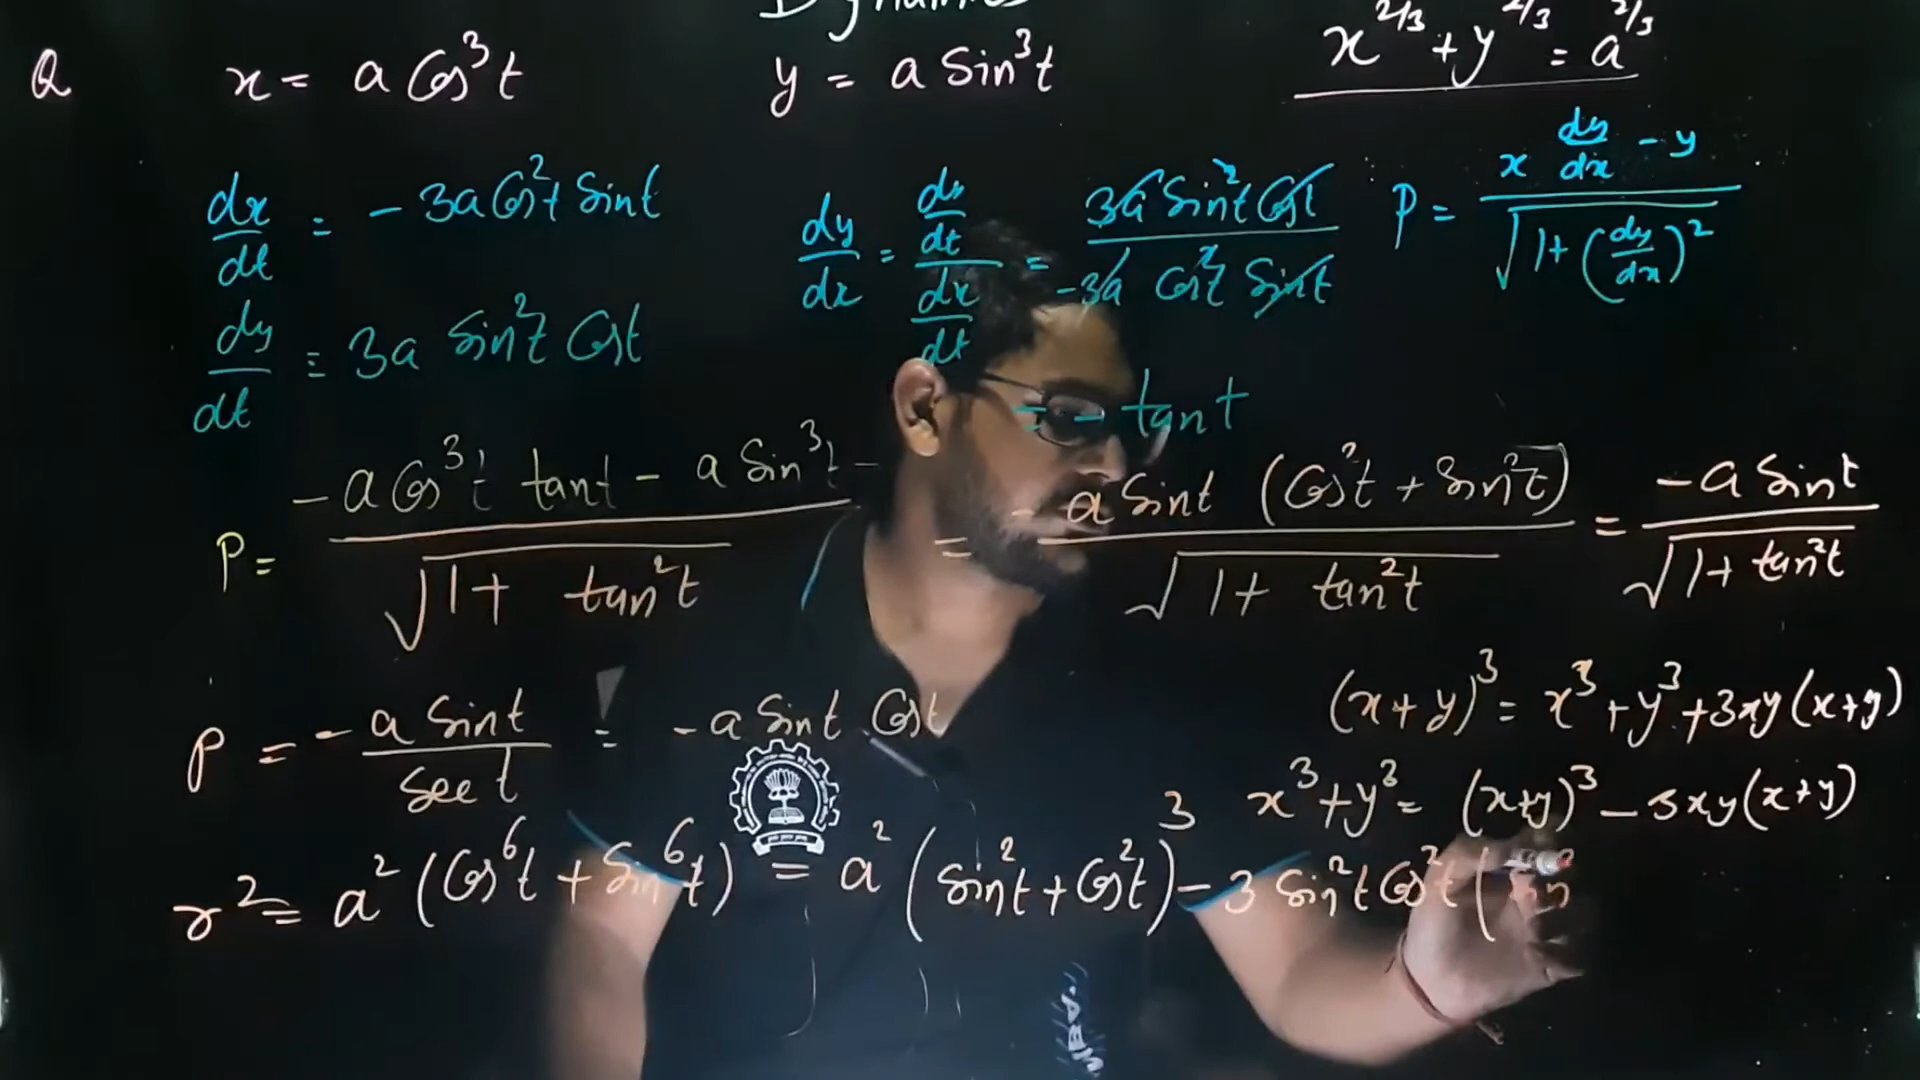 Dynamics
Q x = a Cos³t y = a Sin³t x^{2/3} + y^{2/3} = a^{2/3}
dx/dt = - 3a Cos²t Sint
dy/dx = (dy/dt)/(dx/dt) = 3a Sin²t Cost / -3a Cos²t Sint
P = (x dy/dx - y) / √(1 + (dy/dx)²)
dy/dt = 3a Sin²t Cost
= - tant
P = (- a Cos³t tant - a Sin³t) / √(1 + tan²t) = - a Sint (Cos²t + Sin²t) / √(1 + tan²t) = - a Sint / √(1 + tan²t)
(x + y)³ = x³ + y³ + 3xy(x+y)
P = - a Sint / Sect = - a Sint Cost
x³ + y³ = (x+y)³ - 3xy(x+y)
r² = a² (Cos⁶t + Sin⁶t) = a² (Sin²t + Cos²t)³ - 3 Sin²t Cos²t (Sin²